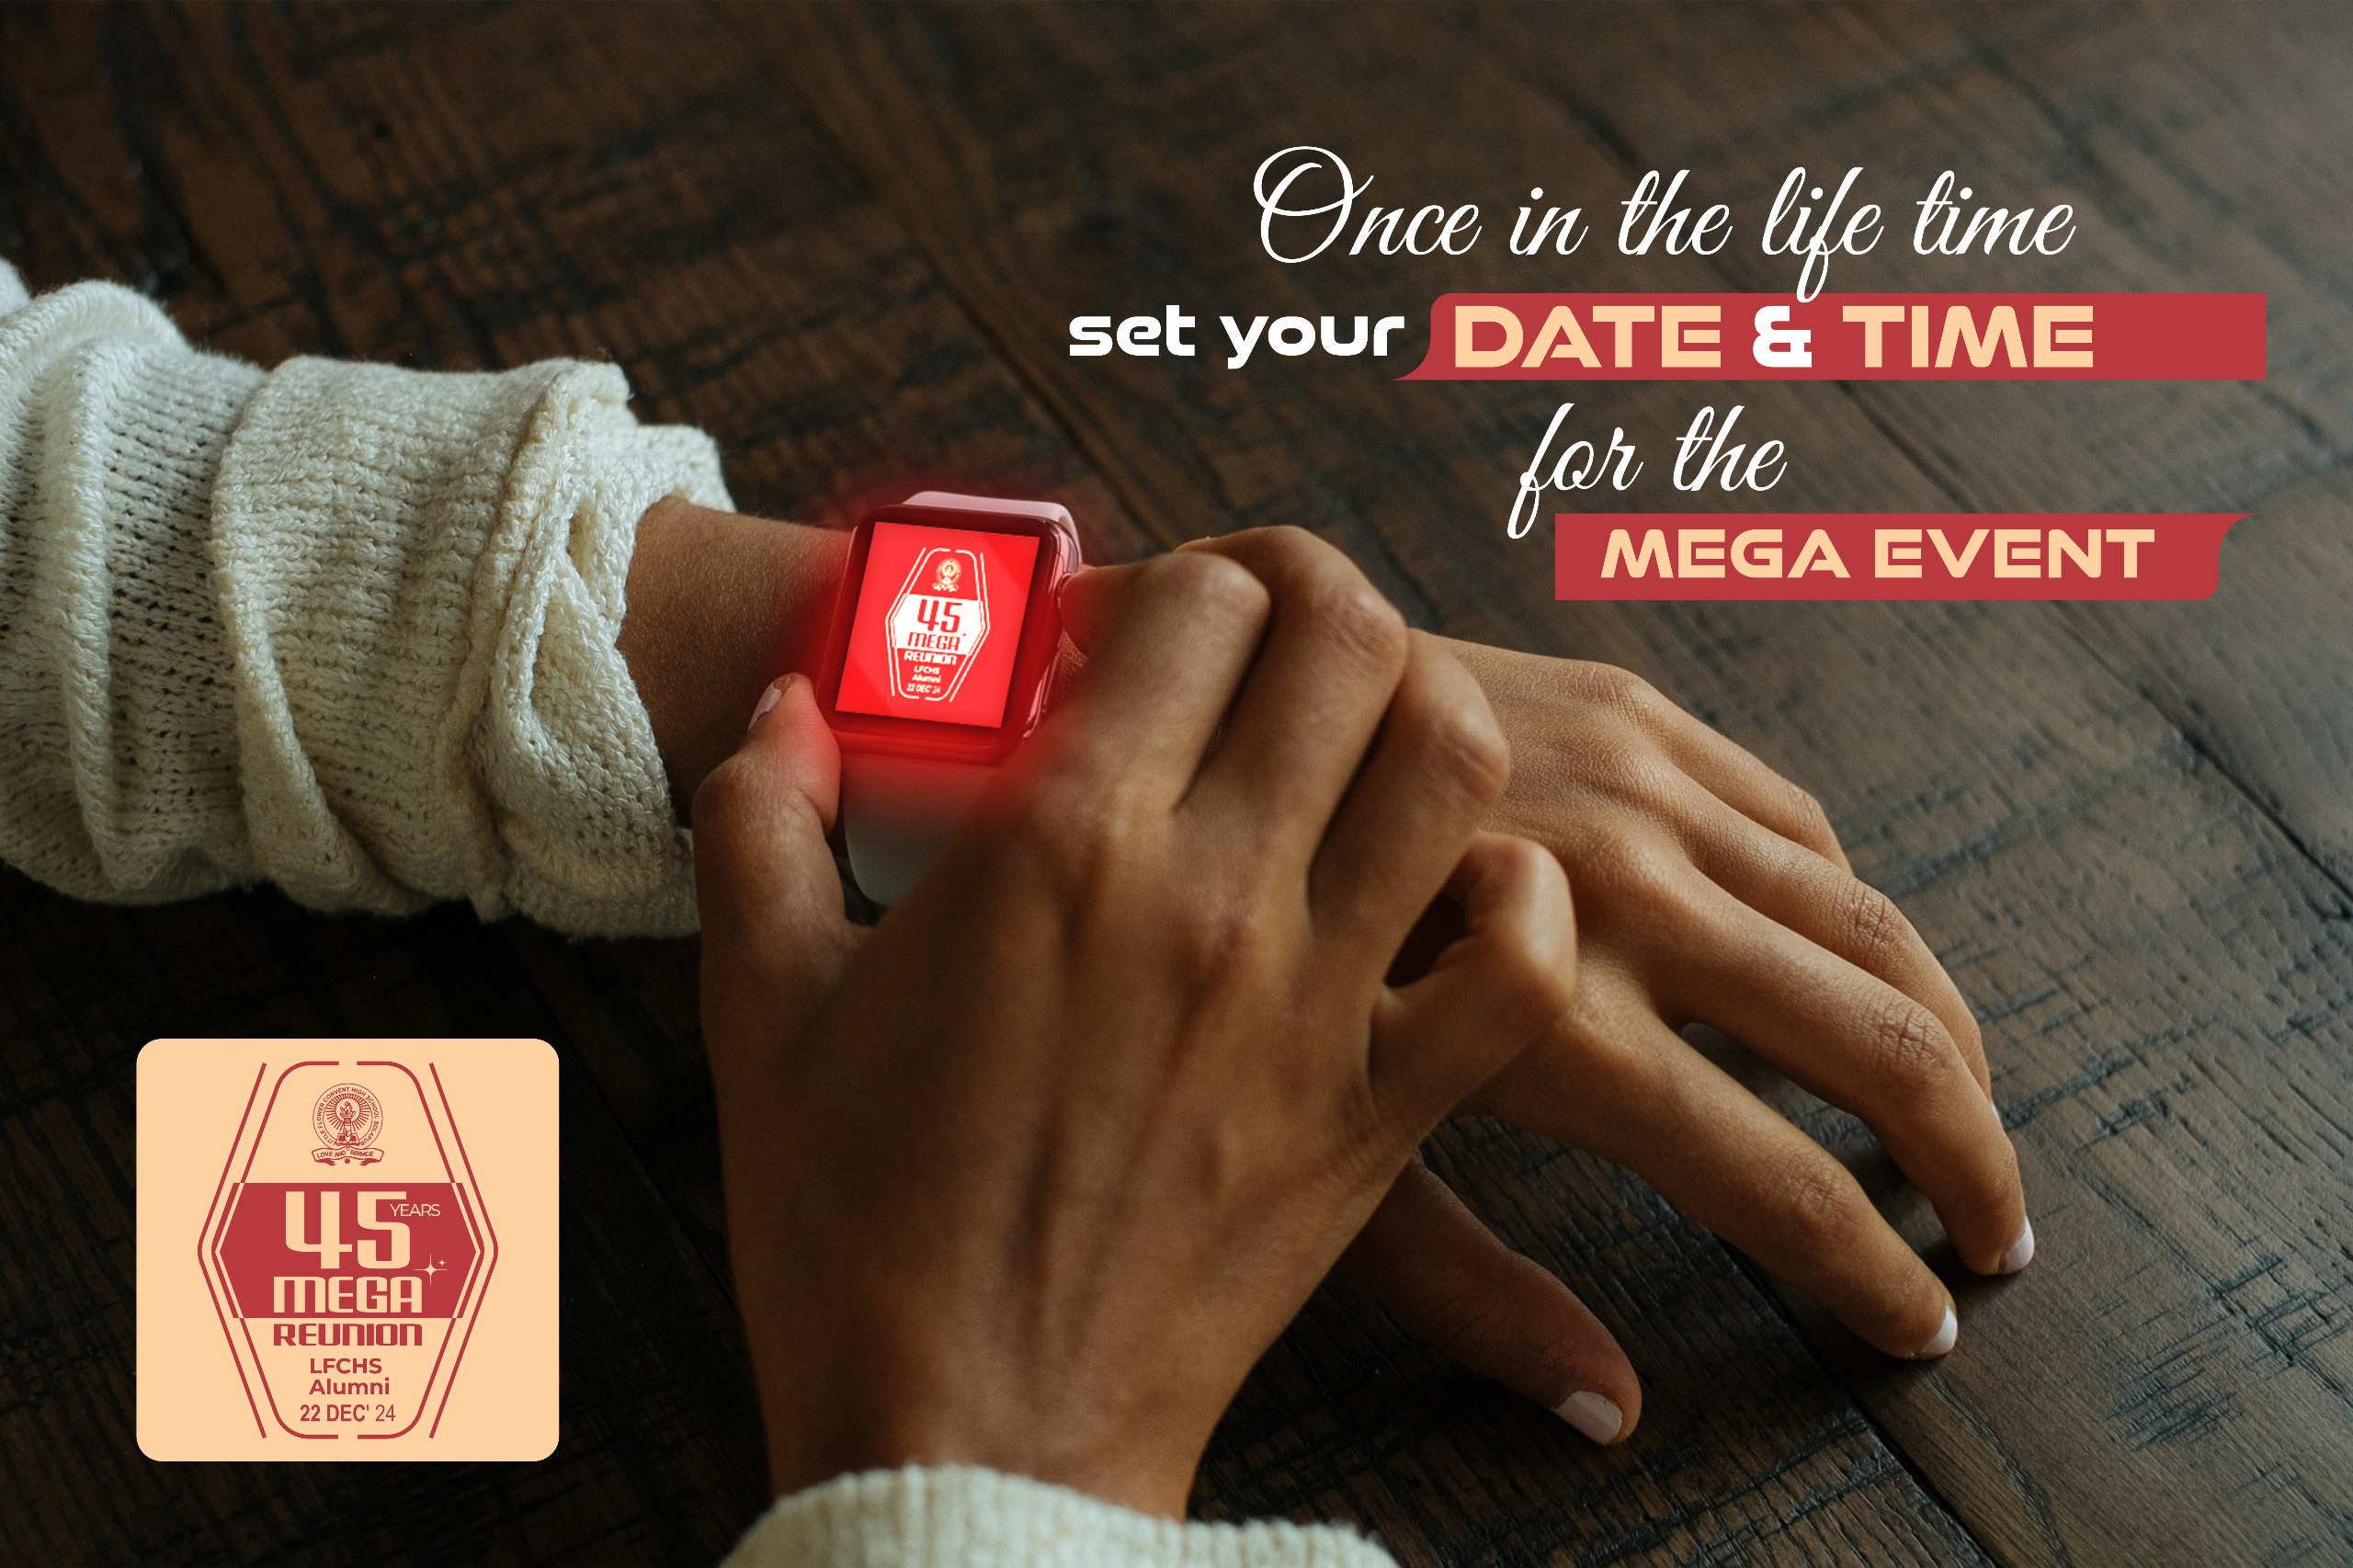 Once in the life time
set your DATE & TIME
for the
MEGA EVENT
45
MEGA
REUNION
LFCHS
Alumni
22 DEC' 24
LITTLE FLOWER CONVENT HIGH SCHOOL SOLAPUR
LOVE AND SERVICE
45 YEARS
MEGA
REUNION
LFCHS
Alumni
22 DEC' 24